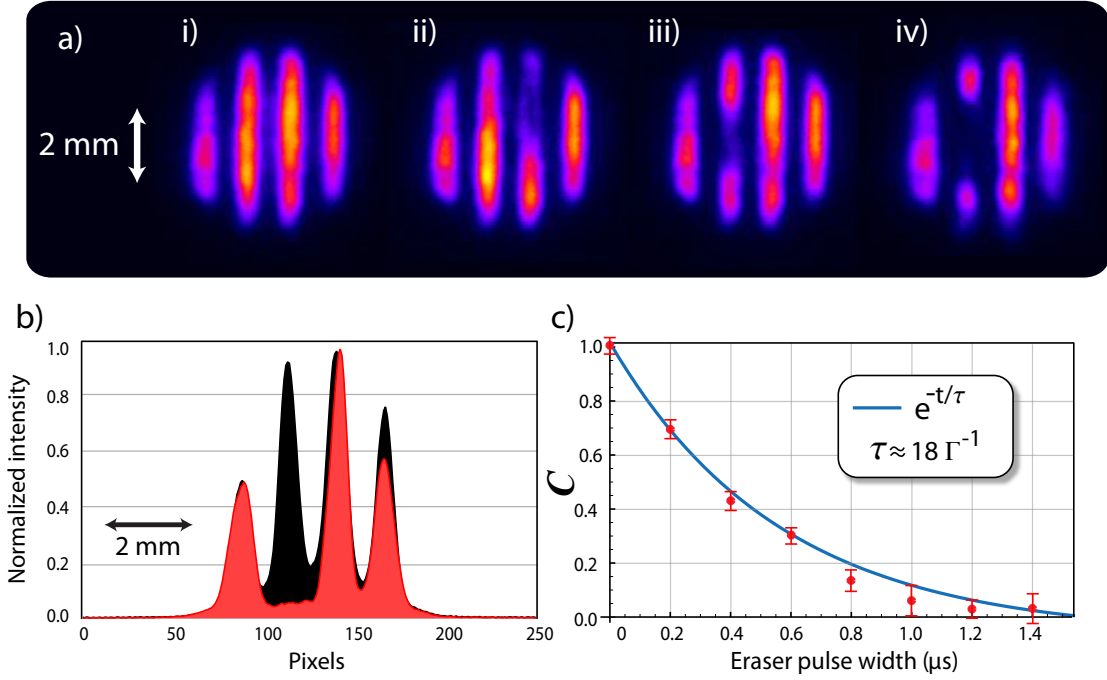 a)
i)
ii)
iii)
iv)
2 mm
b)
Normalized intensity
1.0
0.8
0.6
0.4
0.2
0.0
2 mm
0 50 100 150 200 250
Pixels
c)
C
1.0
0.8
0.6
0.4
0.2
0.0
e^{-t/τ}
τ ≈ 18 Γ^{-1}
0 0.2 0.4 0.6 0.8 1.0 1.2 1.4
Eraser pulse width (μs)